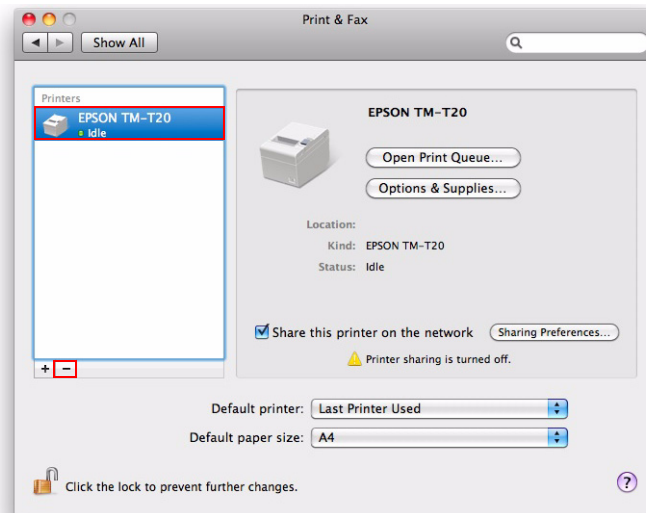 Print & Fax
Show All
Printers
EPSON TM-T20
Idle
+ −
EPSON TM-T20
Open Print Queue...
Options & Supplies...
Location:
Kind: EPSON TM-T20
Status: Idle
Share this printer on the network Sharing Preferences...
Printer sharing is turned off.
Default printer: Last Printer Used
Default paper size: A4
Click the lock to prevent further changes.
?